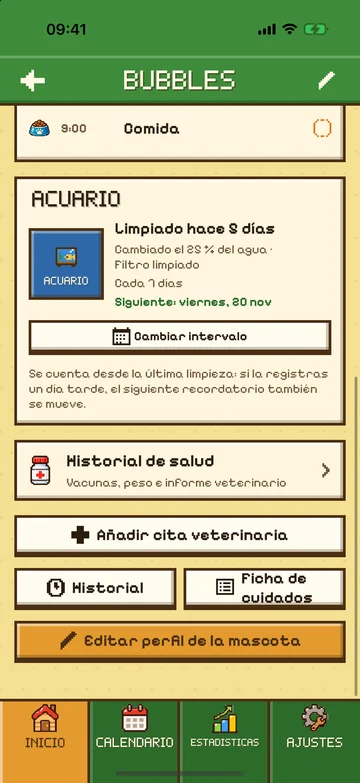 09:41
BUBBLES
9:00 Comida
ACUARIO
Limpiado hace 2 días
Cambiado el 25 % del agua ·
Filtro limpiado
ACUARIO
Cada 7 días
Siguiente: viernes, 20 nov
Cambiar intervalo
Se cuenta desde la última limpieza: si la registras
un día tarde, el siguiente recordatorio también
se mueve.
Historial de salud
Vacunas, peso e informe veterinario
Añadir cita veterinaria
Historial
Ficha de
cuidados
Editar perfil de la mascota
INICIO
CALENDARIO
ESTADÍSTICAS
AJUSTES